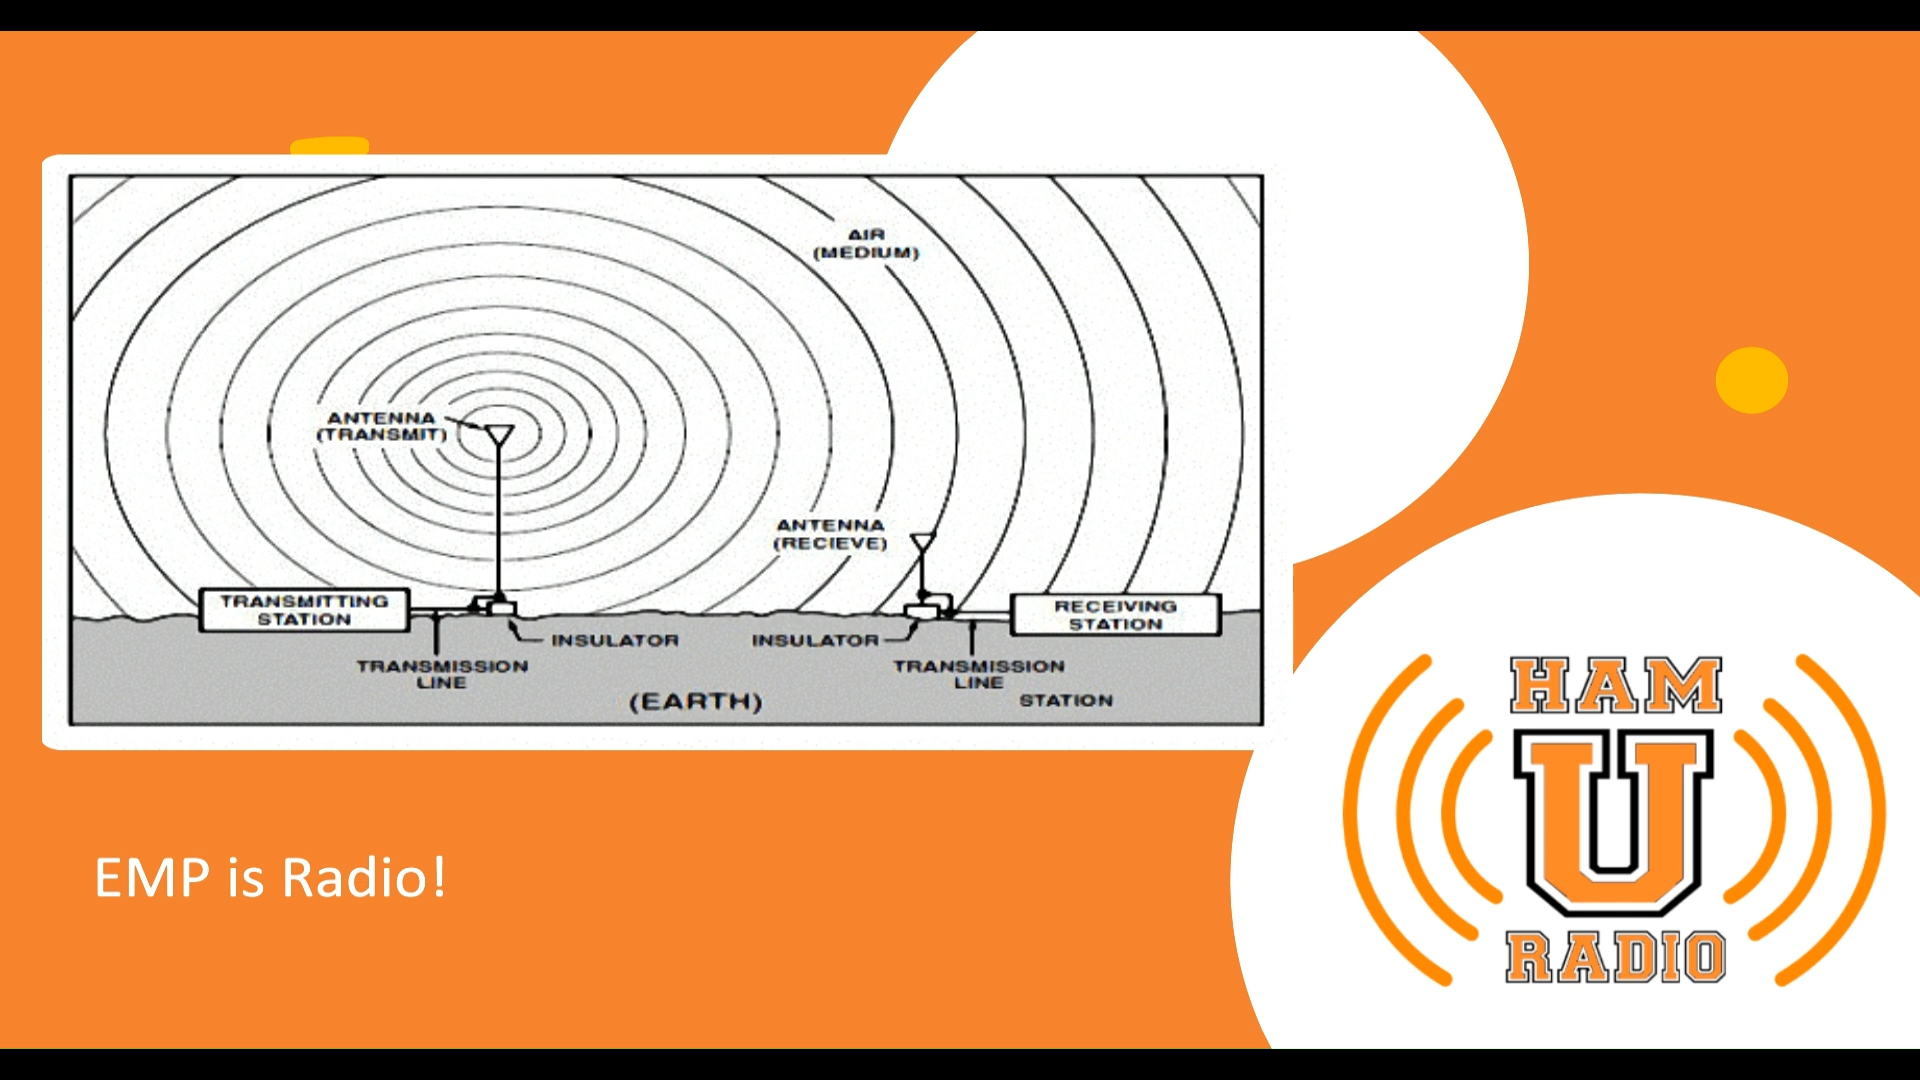 AIR
(MEDIUM)
ANTENNA
(TRANSMIT)
ANTENNA
(RECIEVE)
TRANSMITTING
STATION
RECEIVING
STATION
INSULATOR
INSULATOR
TRANSMISSION
LINE
TRANSMISSION
LINE
(EARTH)
STATION
EMP is Radio!
HAM
U
RADIO